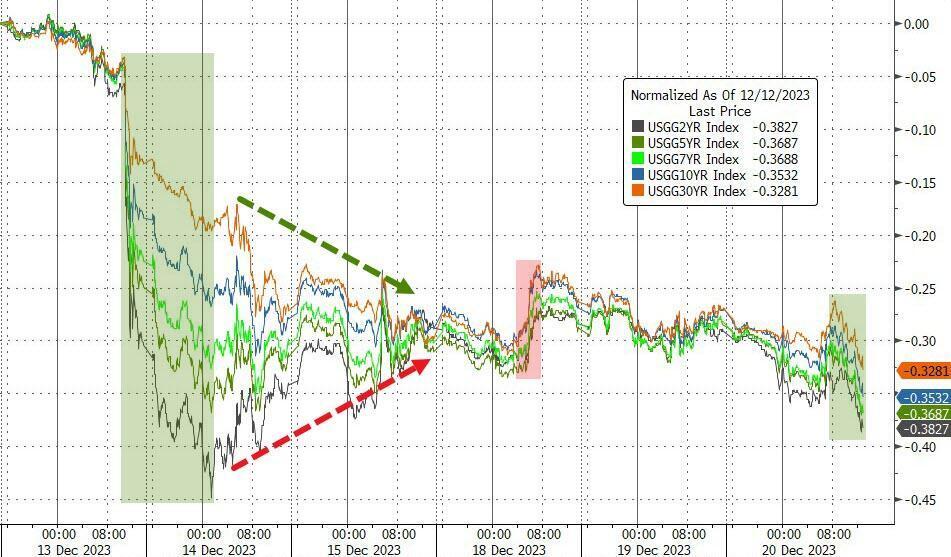 0.00
-0.05
Normalized As Of 12/12/2023
Last Price
USGG2YR Index -0.3827
-0.10
USGG5YR Index -0.3687
USGG7YR Index -0.3688
USGG10YR Index -0.3532
-0.15
USGG30YR Index -0.3281
-0.20
-0.25
-0.30
-0.3281
-0.3532
-0.3687
-0.3827
-0.40
-0.45
00:00 08:00 00:00 08:00 00:00 08:00 00:00 08:00 00:00 08:00 00:00 08:00
13 Dec 2023 14 Dec 2023 15 Dec 2023 18 Dec 2023 19 Dec 2023 20 Dec 2023